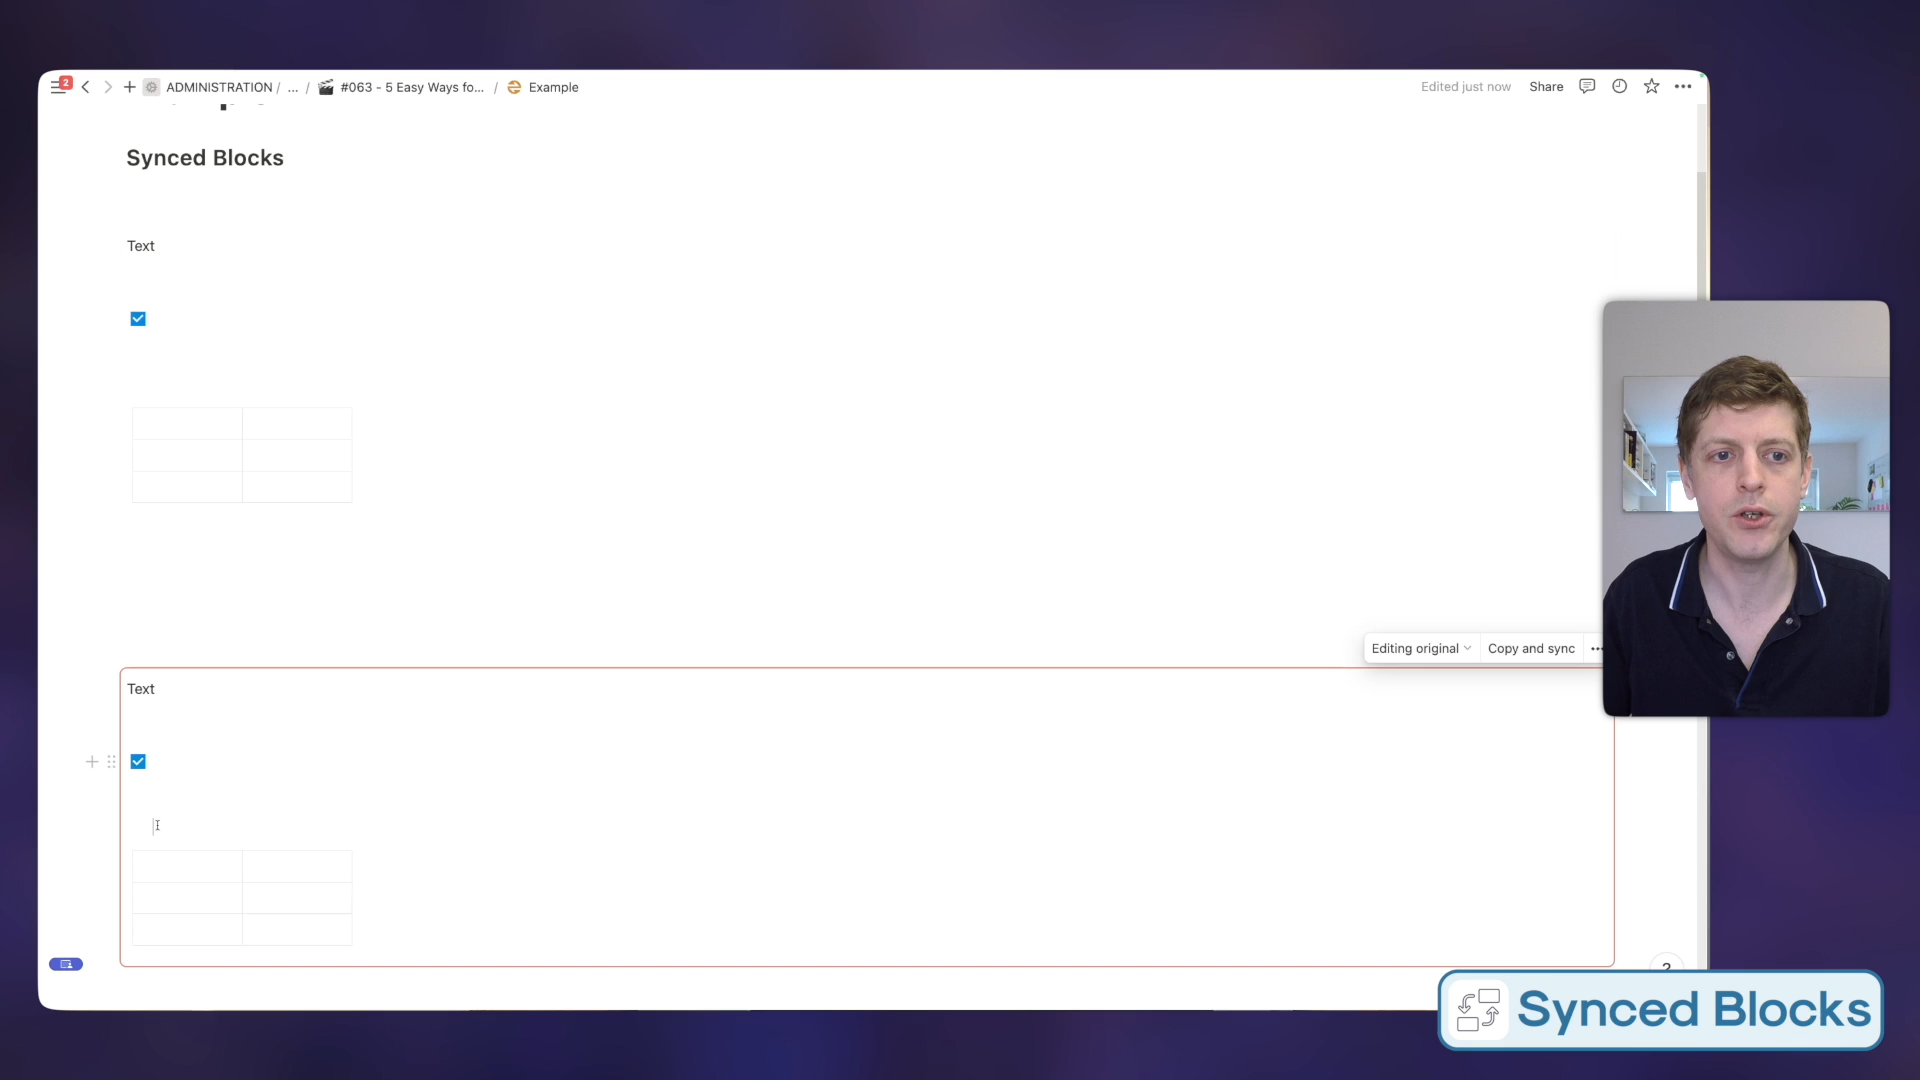 2
ADMINISTRATION / ... / #063 - 5 Easy Ways fo... / Example
Edited just now
Share
Synced Blocks
Text
Editing original
Copy and sync
Text
Synced Blocks